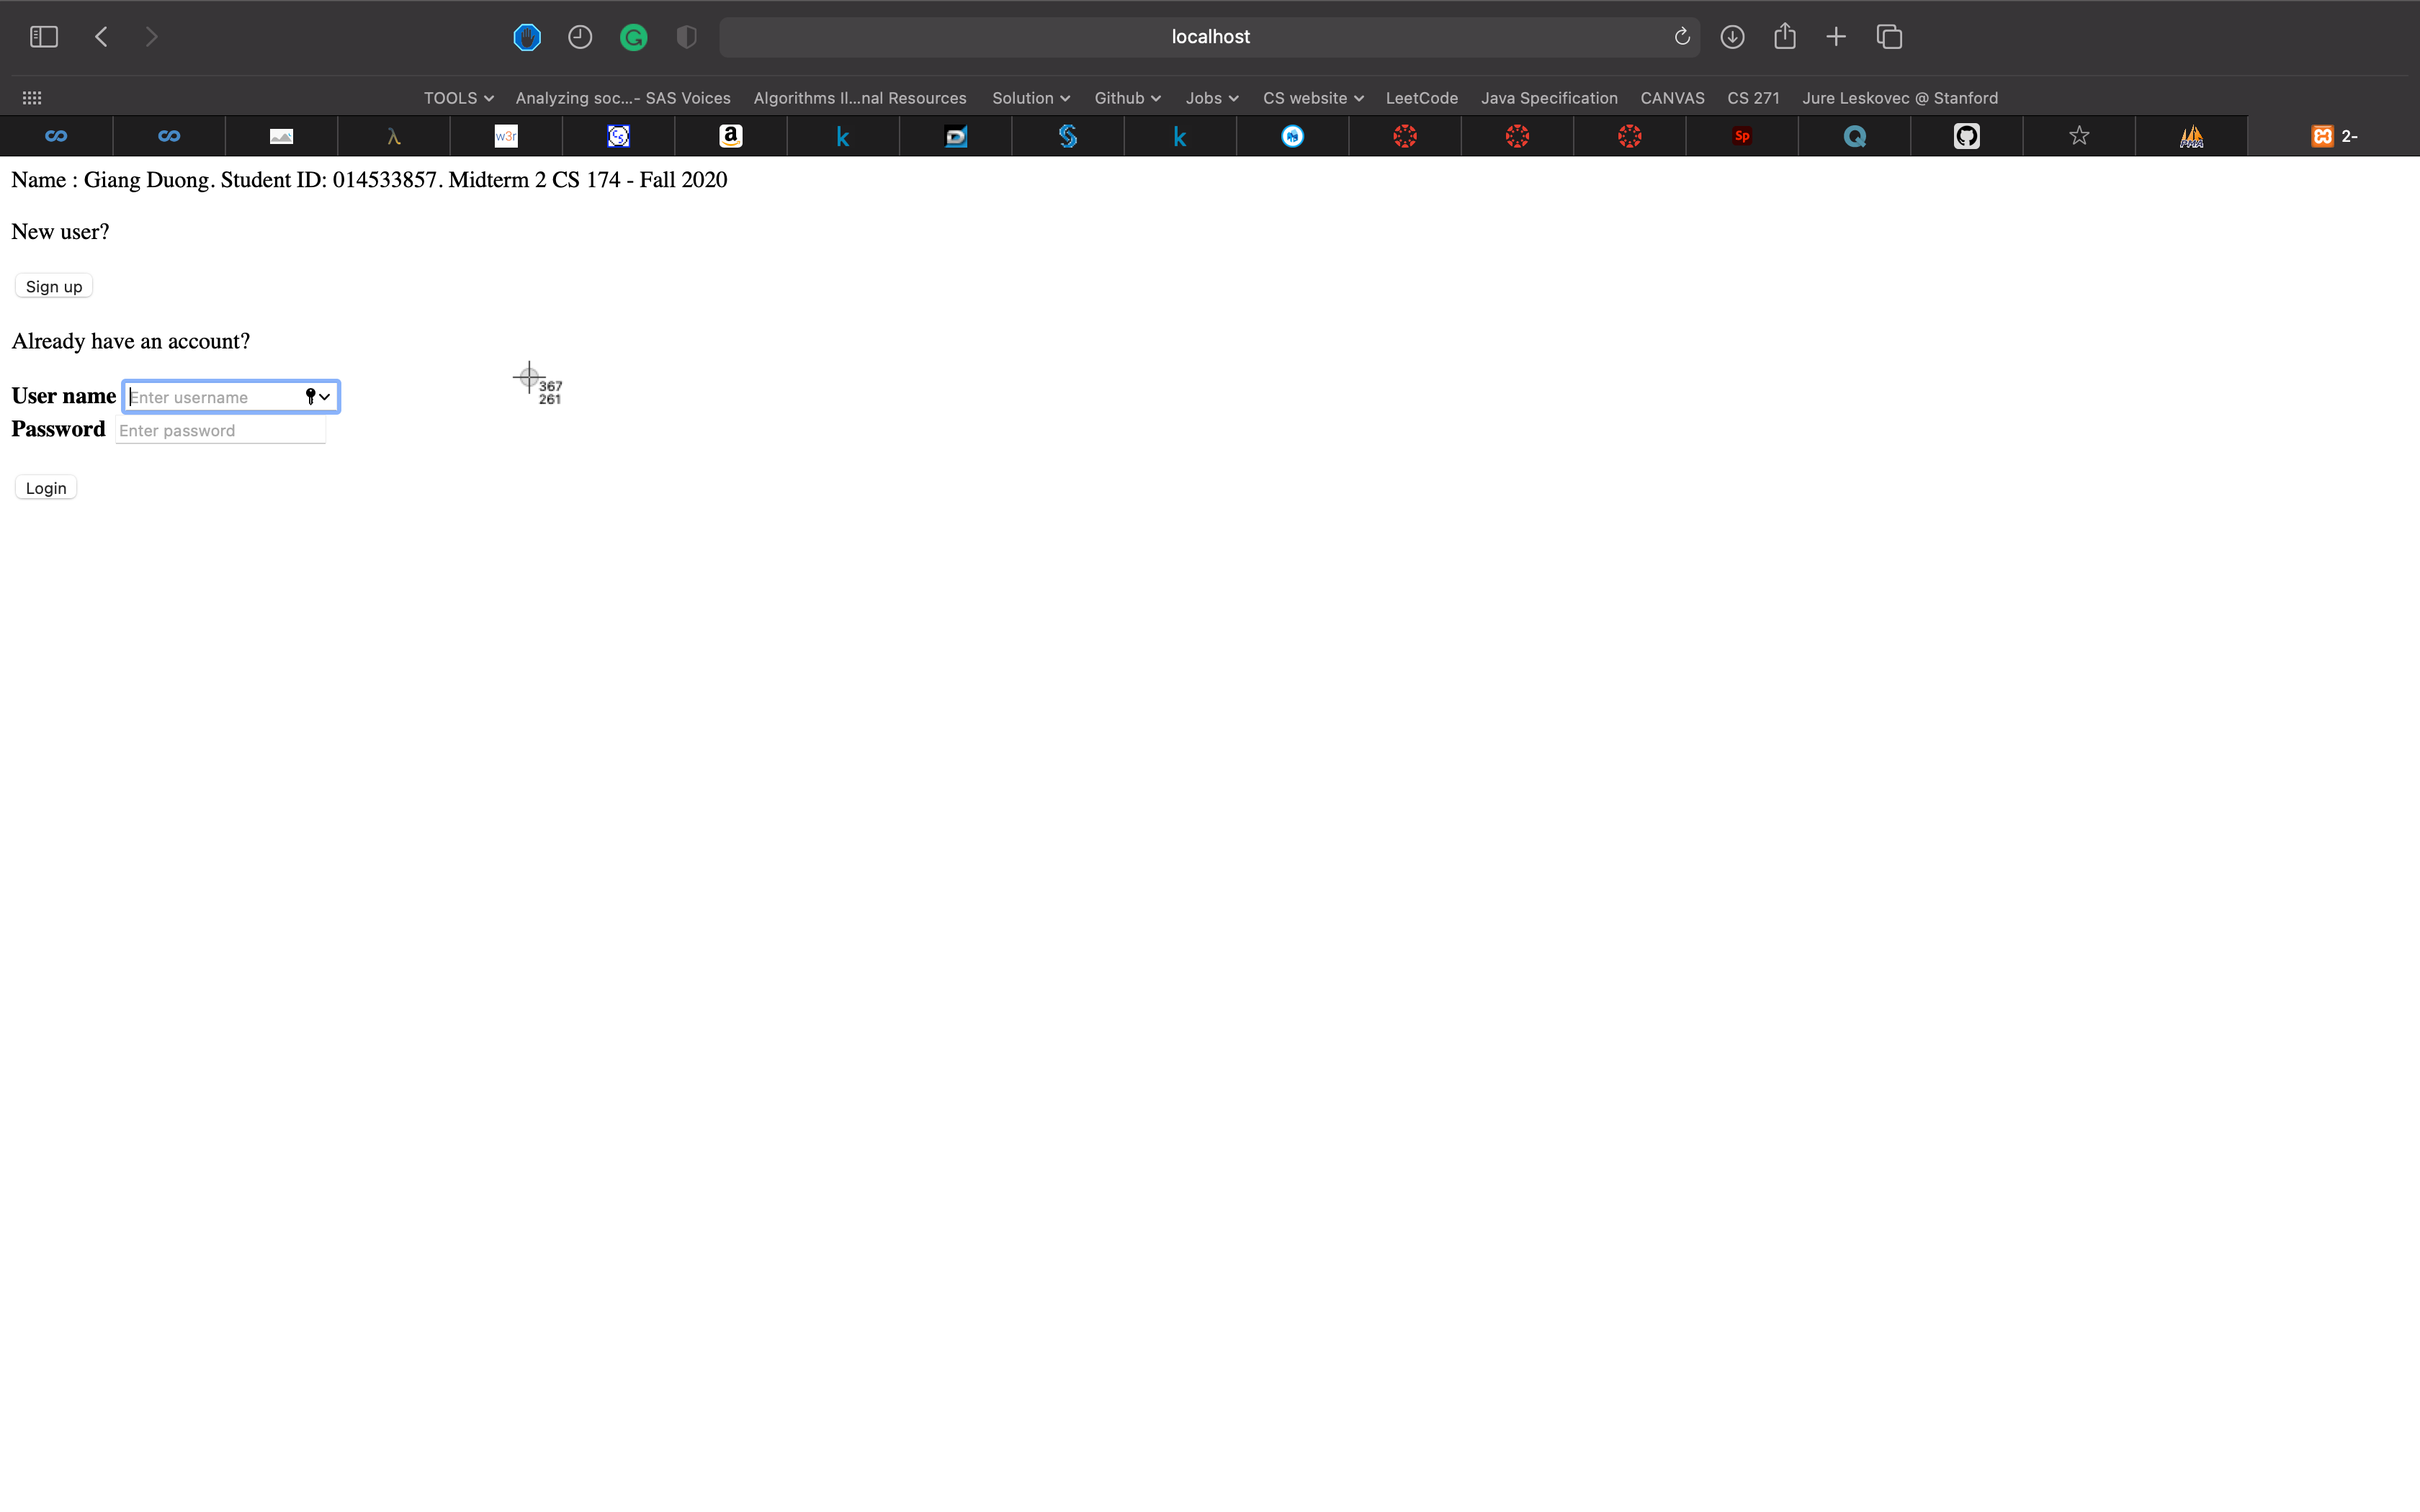 localhost
TOOLS Analyzing soc...- SAS Voices Algorithms II...nal Resources Solution Github Jobs CS website LeetCode Java Specification CANVAS CS 271 Jure Leskovec @ Stanford
w3r CS a k D S k Sp Q PMA 2-
Name : Giang Duong. Student ID: 014533857. Midterm 2 CS 174 - Fall 2020
New user?
Sign up
Already have an account?
367
261
User name Enter username
Password Enter password
Login